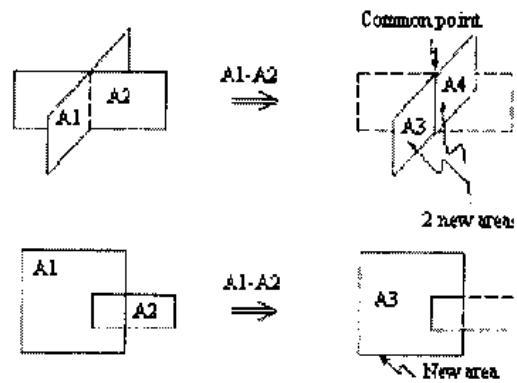 Common point
A1-A2
A1
A2
A4
A3
2 new areas
A1
A1-A2
A2
A3
New area